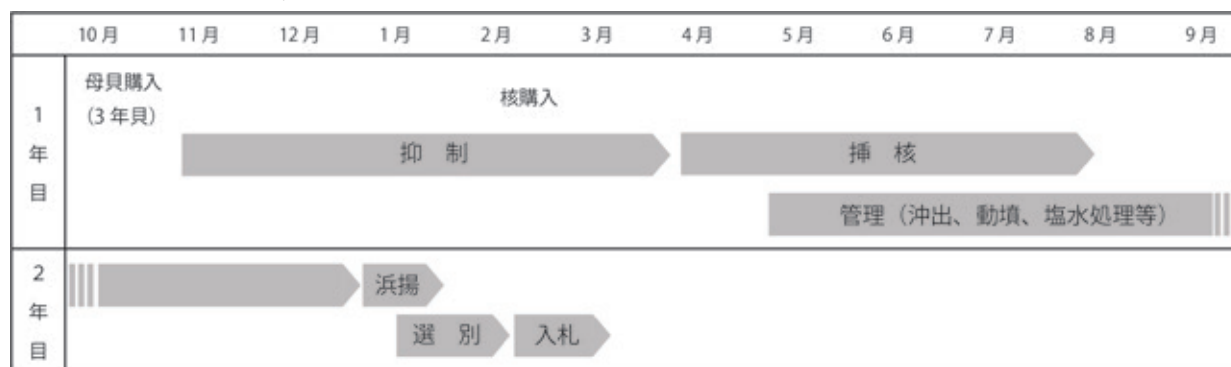 10月 11月 12月 1月 2月 3月 4月 5月 6月 7月 8月 9月
1年目
母貝購入
(3年貝)
核購入
抑 制
挿 核
管理（沖出、動墳、塩水処理等）
2年目
浜揚
選 別
入札